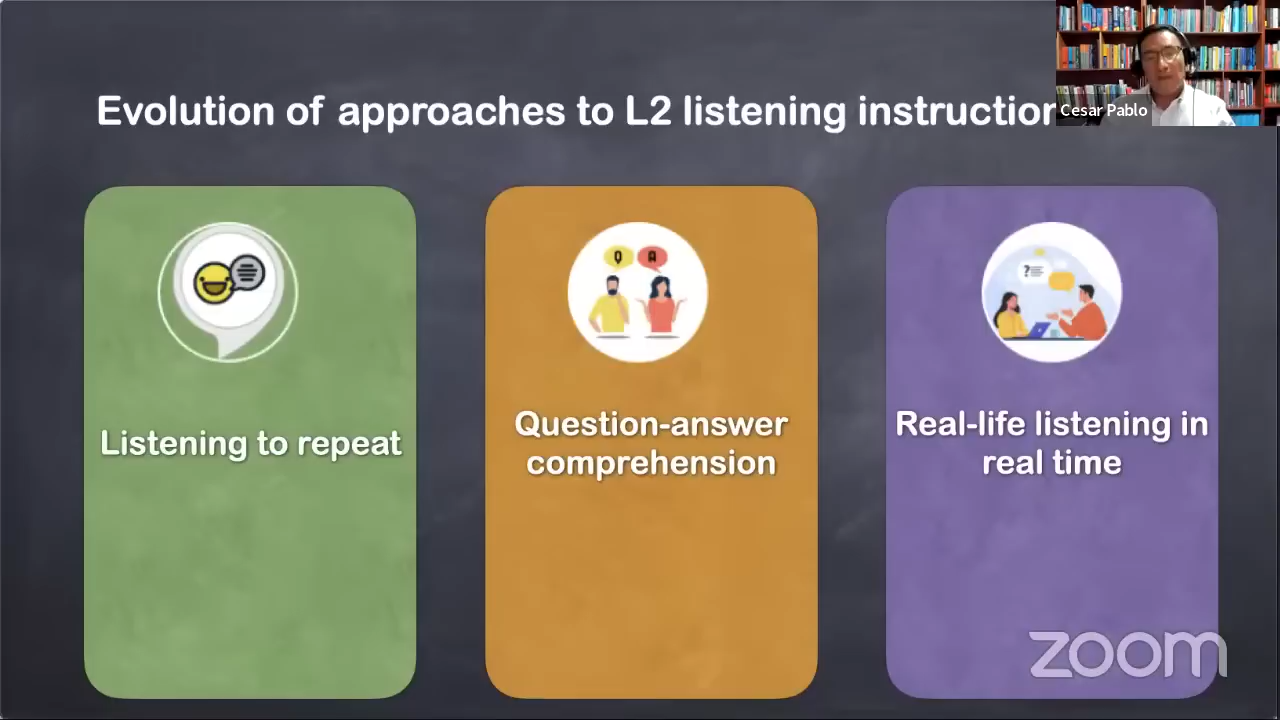 Evolution of approaches to L2 listening instruction
Cesar Pablo
Q A
Listening to repeat
Question-answer
comprehension
?
Real-life listening in
real time
zoom